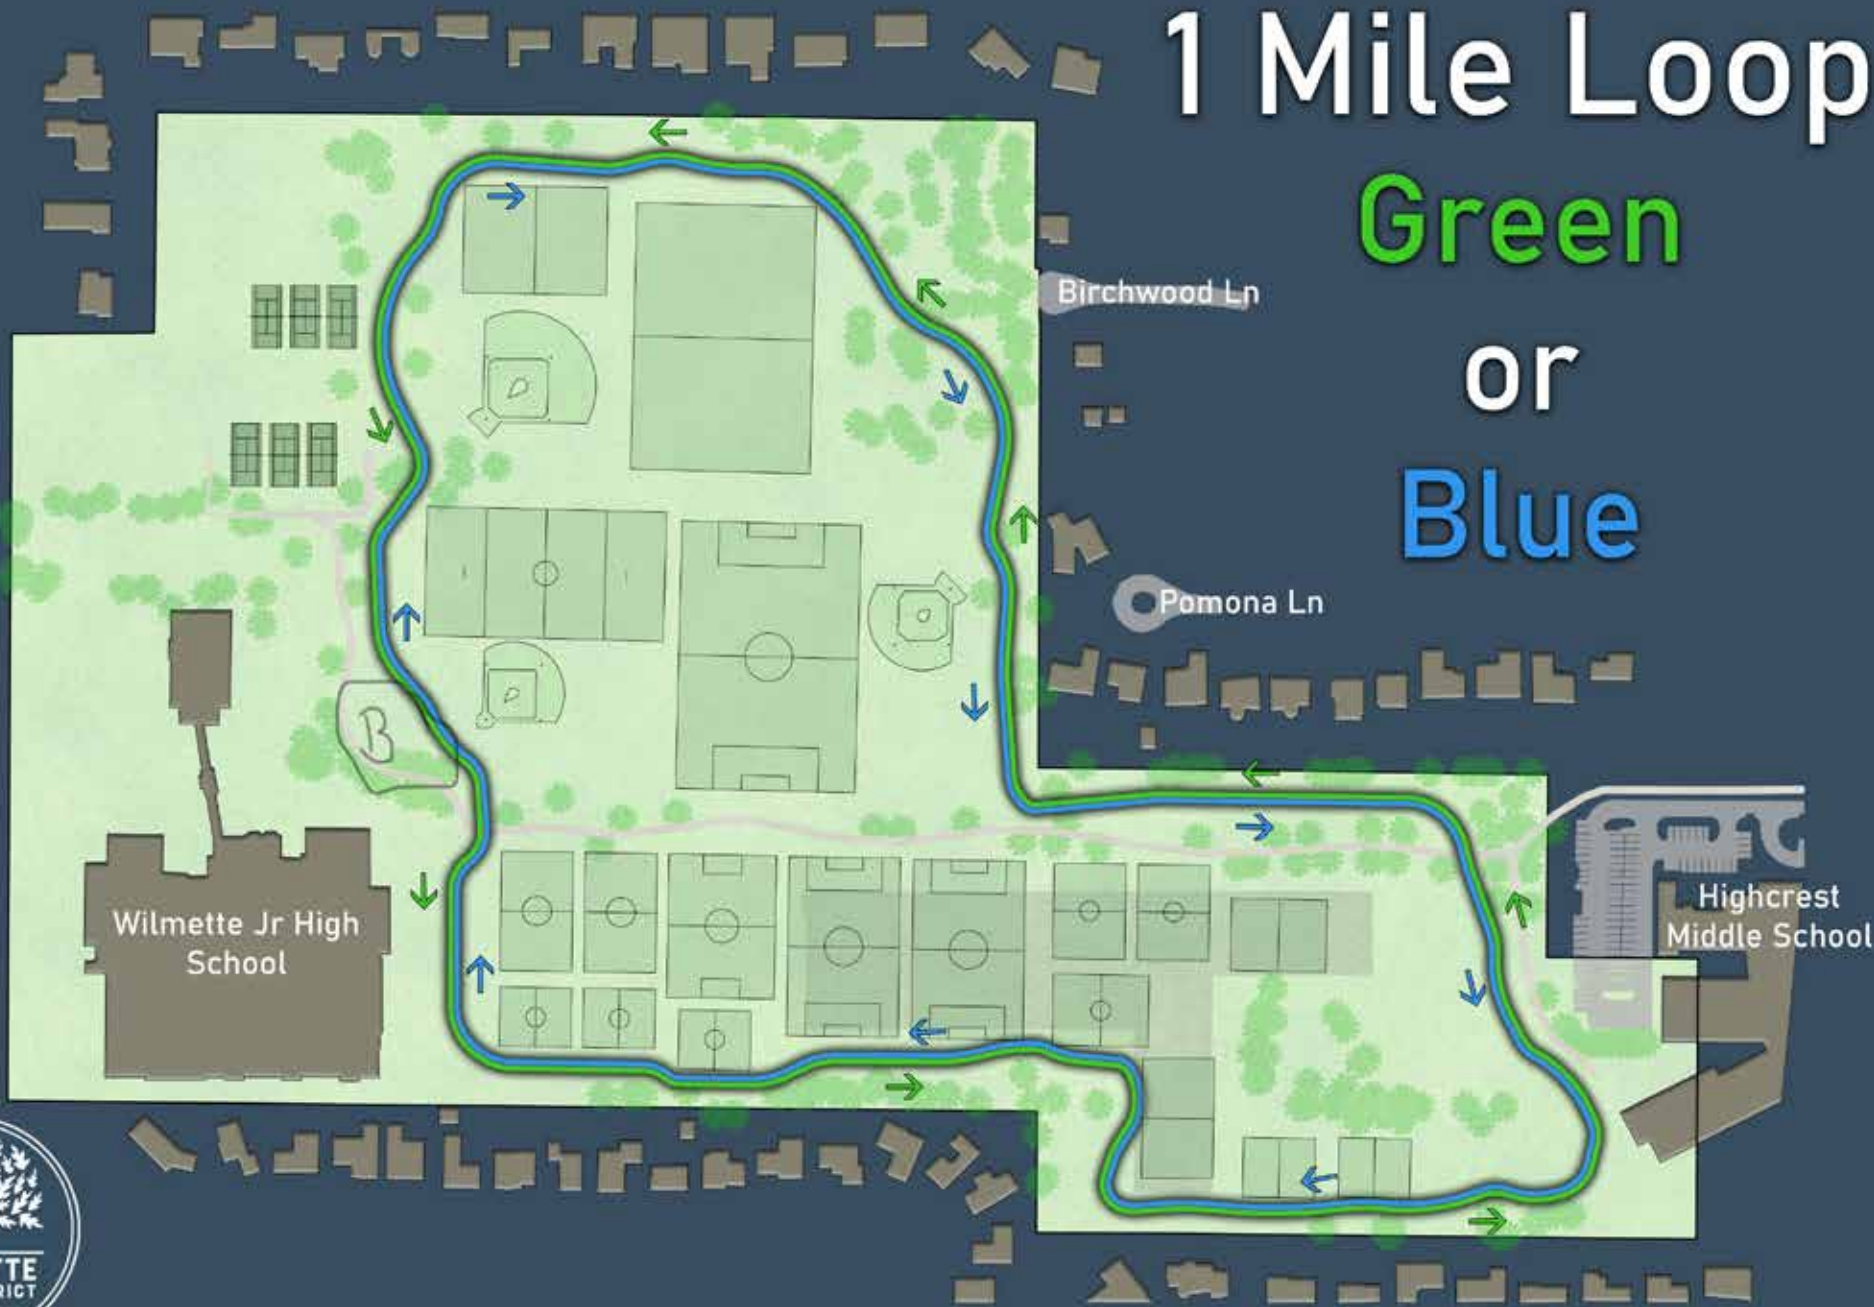 1 Mile Loop
Green
or
Blue
Birchwood Ln
Pomona Ln
B
Wilmette Jr High
School
Highcrest
Middle School